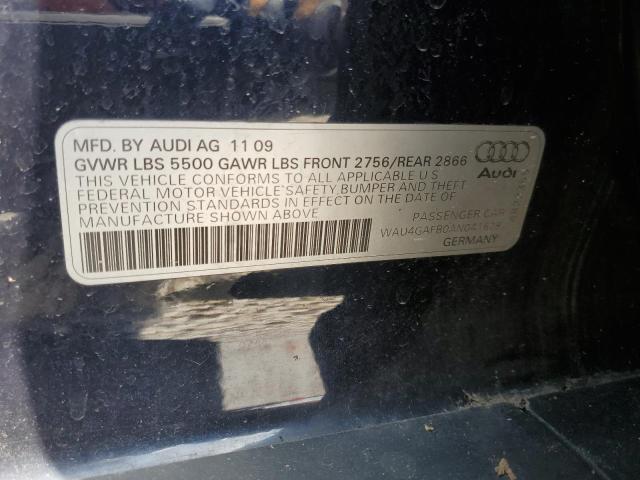 MFD. BY AUDI AG 11 09
GVWR LBS 5500 GAWR LBS FRONT 2756/REAR 2866
THIS VEHICLE CONFORMS TO ALL APPLICABLE U S
FEDERAL MOTOR VEHICLE SAFETY, BUMPER AND THEFT
PREVENTION STANDARDS IN EFFECT ON THE DATE OF
MANUFACTURE SHOWN ABOVE
Audi
PASSENGER CAR
GERMANY